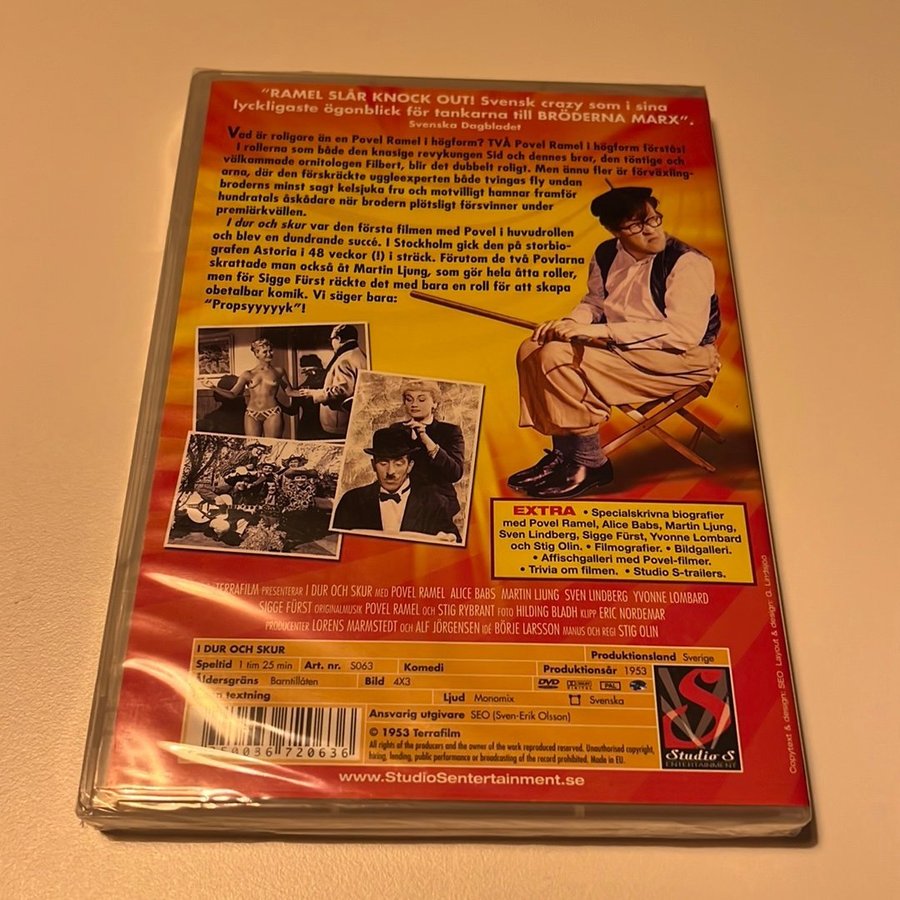 "RAMEL SLÅR KNOCK OUT! Svensk crazy som i sina
lyckligaste ögonblick för tankarna till BRÖDERNA MARX".
Svenska Dagbladet
Vad är roligare än en Povel Ramel i högform? TVÅ Povel Ramel i högform förstås!
I rollerna som både den knasige revykungen Sid och dennes bror, den töntige och
välkammade ornitologen Filbert, blir det dubbelt roligt. Men ännu fler är förväxling-
arna, där den förskräckte uggleexperten både tvingas fly undan
broderns minst sagt kelsjuka fru och motvilligt hamnar framför
hundratals åskådare när brodern plötsligt försvinner under
premiärkvällen.
I dur och skur var den första filmen med Povel i huvudrollen
och blev en dundrande succé. I Stockholm gick den på storbio-
grafen Astoria i 48 veckor (!) i sträck. Förutom de två Povlarna
skrattade man också åt Martin Ljung, som gör hela åtta roller,
men för Sigge Fürst räckte det med bara en roll för att skapa
obetalbar komik. Vi säger bara:
"Propsyyyyyk"!
EXTRA • Specialskrivna biografier
med Povel Ramel, Alice Babs, Martin Ljung,
Sven Lindberg, Sigge Fürst, Yvonne Lombard
och Stig Olin. • Filmografier. • Bildgalleri.
• Affischgalleri med Povel-filmer.
• Trivia om filmen. • Studio S-trailers.
TERRAFILM PRESENTERAR I DUR OCH SKUR MED POVEL RAMEL ALICE BABS MARTIN LJUNG SVEN LINDBERG YVONNE LOMBARD
SIGGE FÜRST ORIGINALMUSIK POVEL RAMEL OCH STIG RYBRANT FOTO HILDING BLADH KLIPP ERIC NORDEMAR
PRODUCENTER LORENS MARMSTEDT OCH ALF JÖRGENSEN IDÉ BÖRJE LARSSON MANUS OCH REGI STIG OLIN
I DUR OCH SKUR Produktionsland Sverige
Speltid 1 tim 25 min Art. nr. S063 Komedi Produktionsår 1953
Åldersgräns Barntillåten Bild 4X3 DVD PAL
textning Ljud Monomix Svenska
Ansvarig utgivare SEO (Sven-Erik Olsson)
© 1953 Terrafilm
All rights of the producers and the owner of the work reproduced reserved. Unauthorised copying,
hiring, lending, public performance or broadcasting of the record prohibited. Made in EU.
720636
S
Studio S
ENTERTAINMENT
www.StudioSentertainment.se
Copytext & design: SEO Layout & design: G. Lindepo